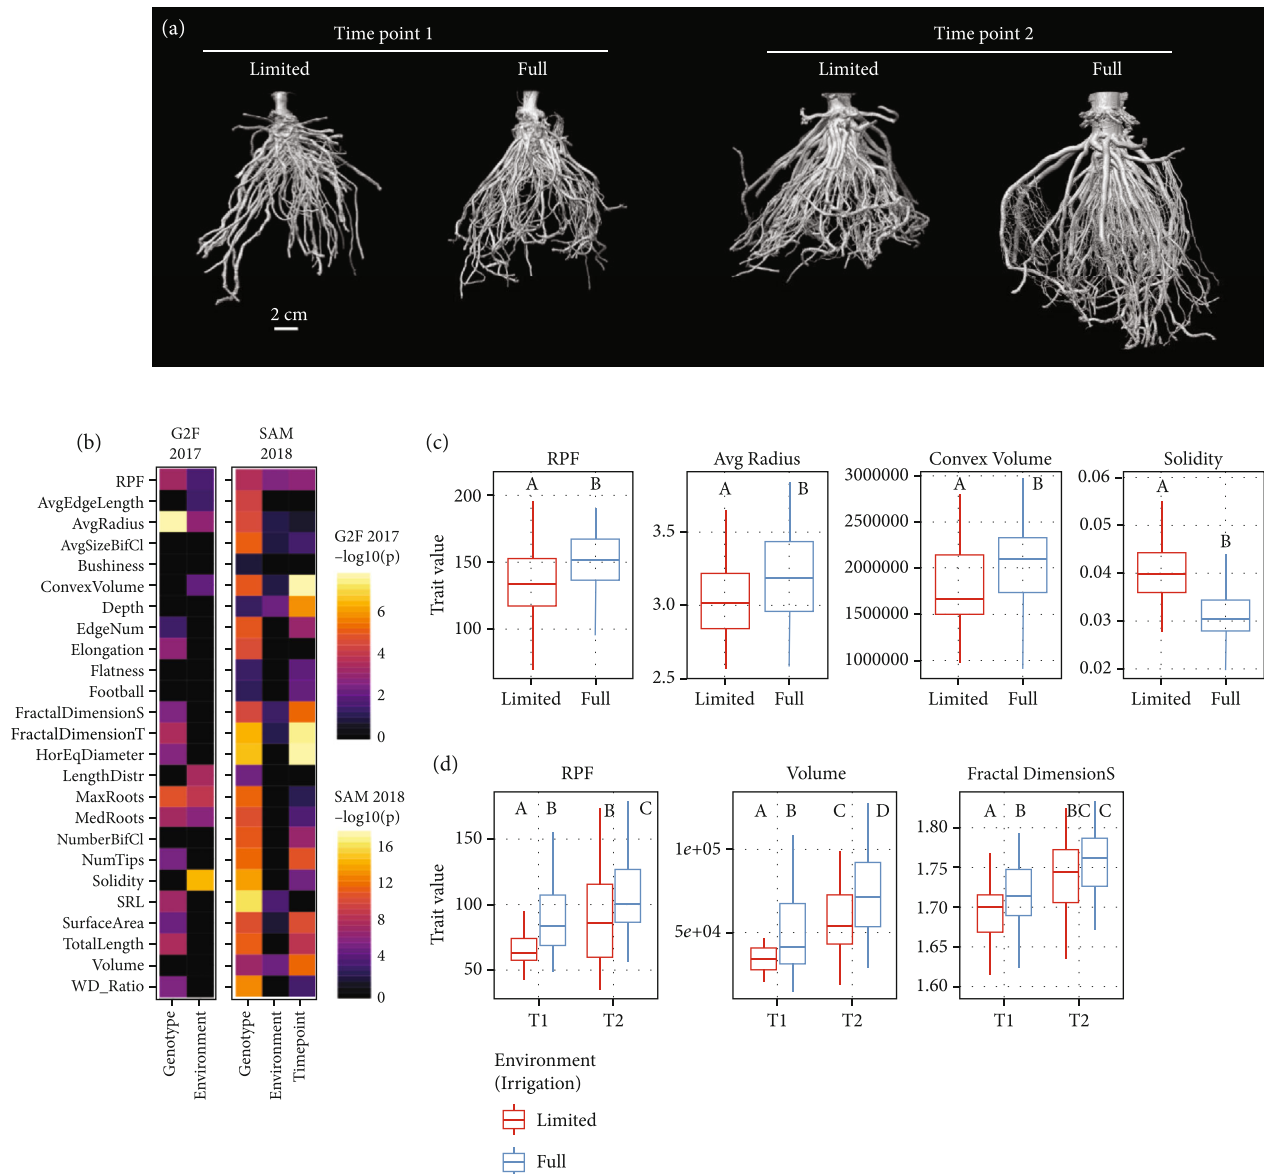 (a)
Time point 1
Time point 2
Limited
Full
Limited
Full
2 cm
(b)
G2F
2017
SAM
2018
RPF
AvgEdgeLength
AvgRadius
AvgSizeBifCl
Bushiness
ConvexVolume
Depth
EdgeNum
Elongation
Flatness
Football
FractalDimensionS
FractalDimensionT
HorEqDiameter
LengthDistr
MaxRoots
MedRoots
NumberBifCl
NumTips
Solidity
SRL
SurfaceArea
TotalLength
Volume
WD_Ratio
Genotype
Environment
Genotype
Environment
Timepoint
G2F 2017
–log10(p)
8
6
4
2
0
SAM 2018
–log10(p)
16
12
8
4
0
(c)
RPF
Avg Radius
Convex Volume
Solidity
Trait value
200
150
100
A B
Limited Full
3.5
3.0
2.5
A B
Limited Full
3000000
2500000
2000000
1500000
1000000
A B
Limited Full
0.06
0.05
0.04
0.03
0.02
A
B
Limited Full
(d)
RPF
Volume
Fractal DimensionS
Trait value
150
100
50
A B B C
T1 T2
1e+05
5e+04
A B C D
T1 T2
1.80
1.75
1.70
1.65
1.60
A B BC C
T1 T2
Environment
(Irrigation)
Limited
Full